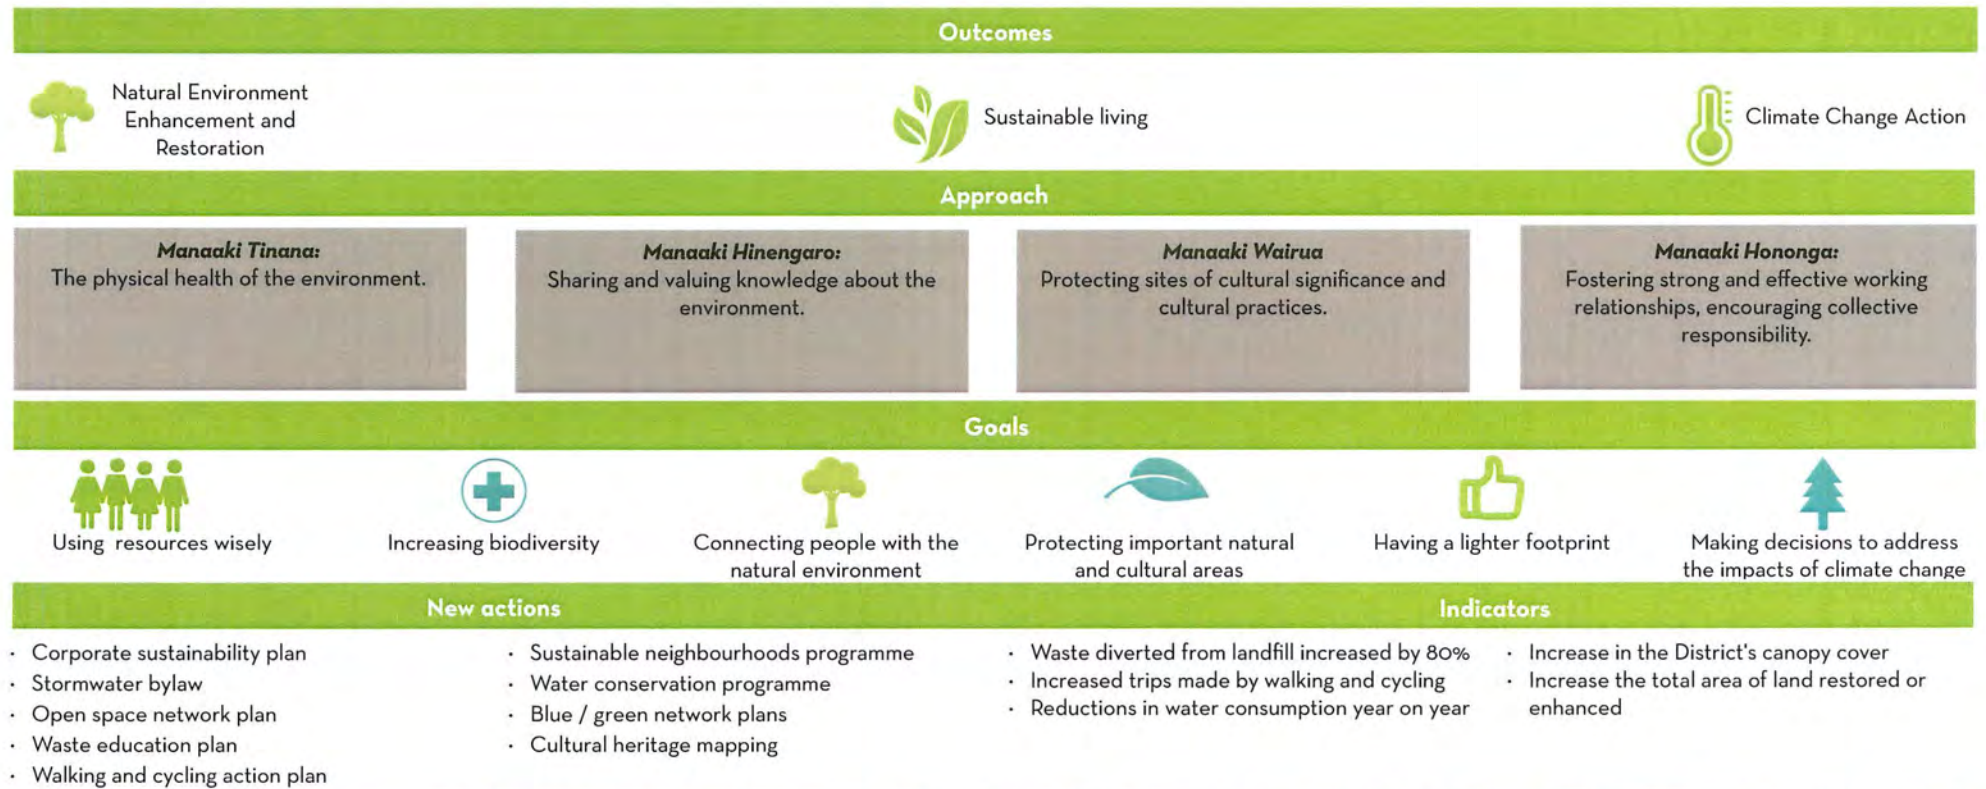 Outcomes
Natural Environment
Enhancement and
Restoration
Sustainable living
Climate Change Action
Approach
Manaaki Tinana:
The physical health of the environment.
Manaaki Hinengaro:
Sharing and valuing knowledge about the
environment.
Manaaki Wairua
Protecting sites of cultural significance and
cultural practices.
Manaaki Hononga:
Fostering strong and effective working
relationships, encouraging collective
responsibility.
Goals
Using resources wisely
Increasing biodiversity
Connecting people with the
natural environment
Protecting important natural
and cultural areas
Having a lighter footprint
Making decisions to address
the impacts of climate change
New actions
· Corporate sustainability plan
· Stormwater bylaw
· Open space network plan
· Waste education plan
· Walking and cycling action plan
· Sustainable neighbourhoods programme
· Water conservation programme
· Blue / green network plans
· Cultural heritage mapping
Indicators
· Waste diverted from landfill increased by 80%
· Increased trips made by walking and cycling
· Reductions in water consumption year on year
· Increase in the District's canopy cover
· Increase the total area of land restored or
enhanced